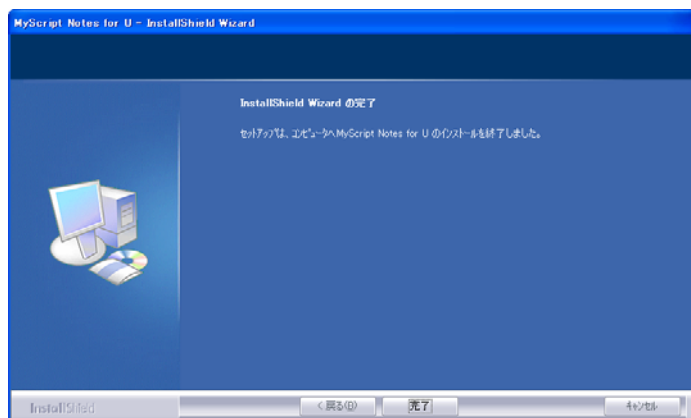 MyScript Notes for U - InstallShield Wizard
InstallShield Wizard の完了
セットアップは、コンピュータへMyScript Notes for U のインストールを終了しました。
InstallShield
< 戻る(B)
完了
キャンセル